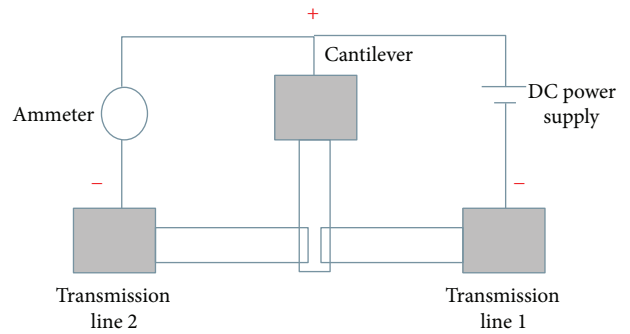 +
Cantilever
Ammeter
DC power
supply
−
−
Transmission
line 2
Transmission
line 1